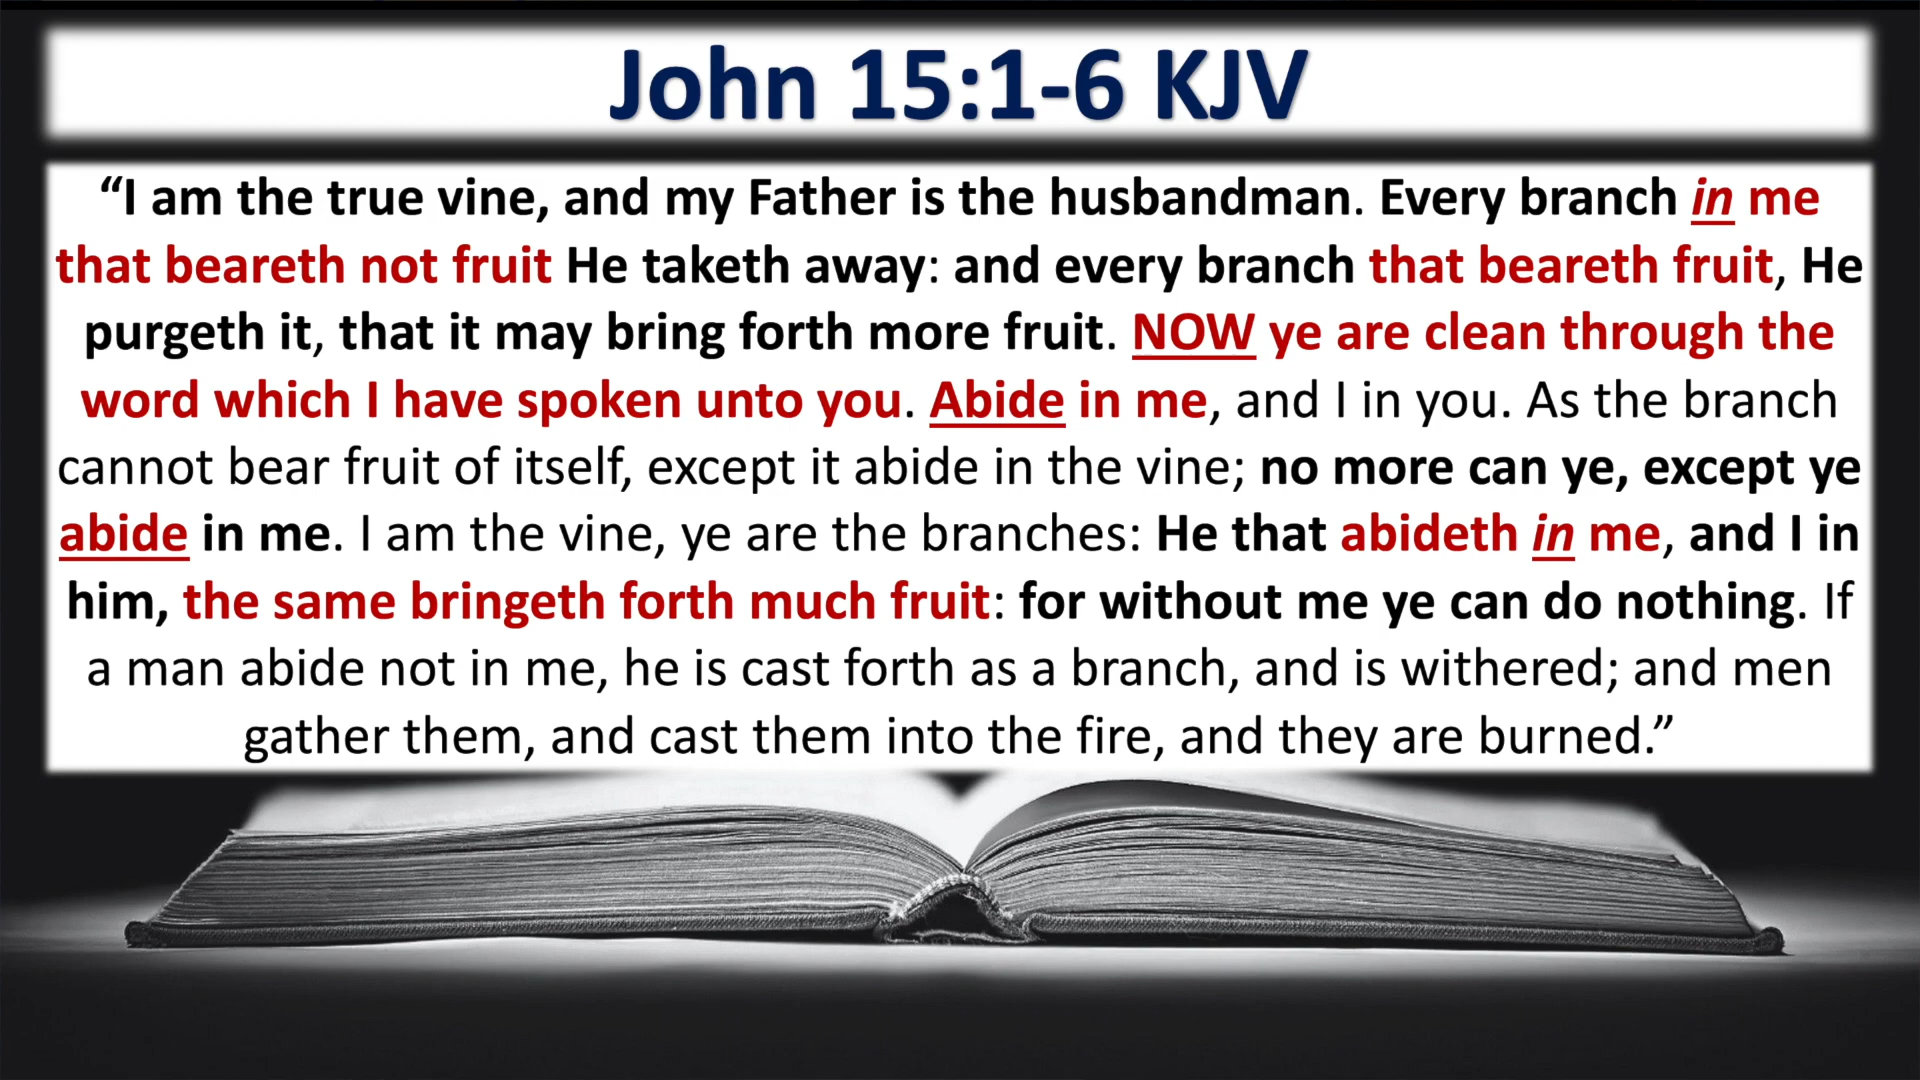 John 15:1-6 KJV
“I am the true vine, and my Father is the husbandman. Every branch in me
that beareth not fruit He taketh away: and every branch that beareth fruit, He
purgeth it, that it may bring forth more fruit. NOW ye are clean through the
word which I have spoken unto you. Abide in me, and I in you. As the branch
cannot bear fruit of itself, except it abide in the vine; no more can ye, except ye
abide in me. I am the vine, ye are the branches: He that abideth in me, and I in
him, the same bringeth forth much fruit: for without me ye can do nothing. If
a man abide not in me, he is cast forth as a branch, and is withered; and men
gather them, and cast them into the fire, and they are burned.”